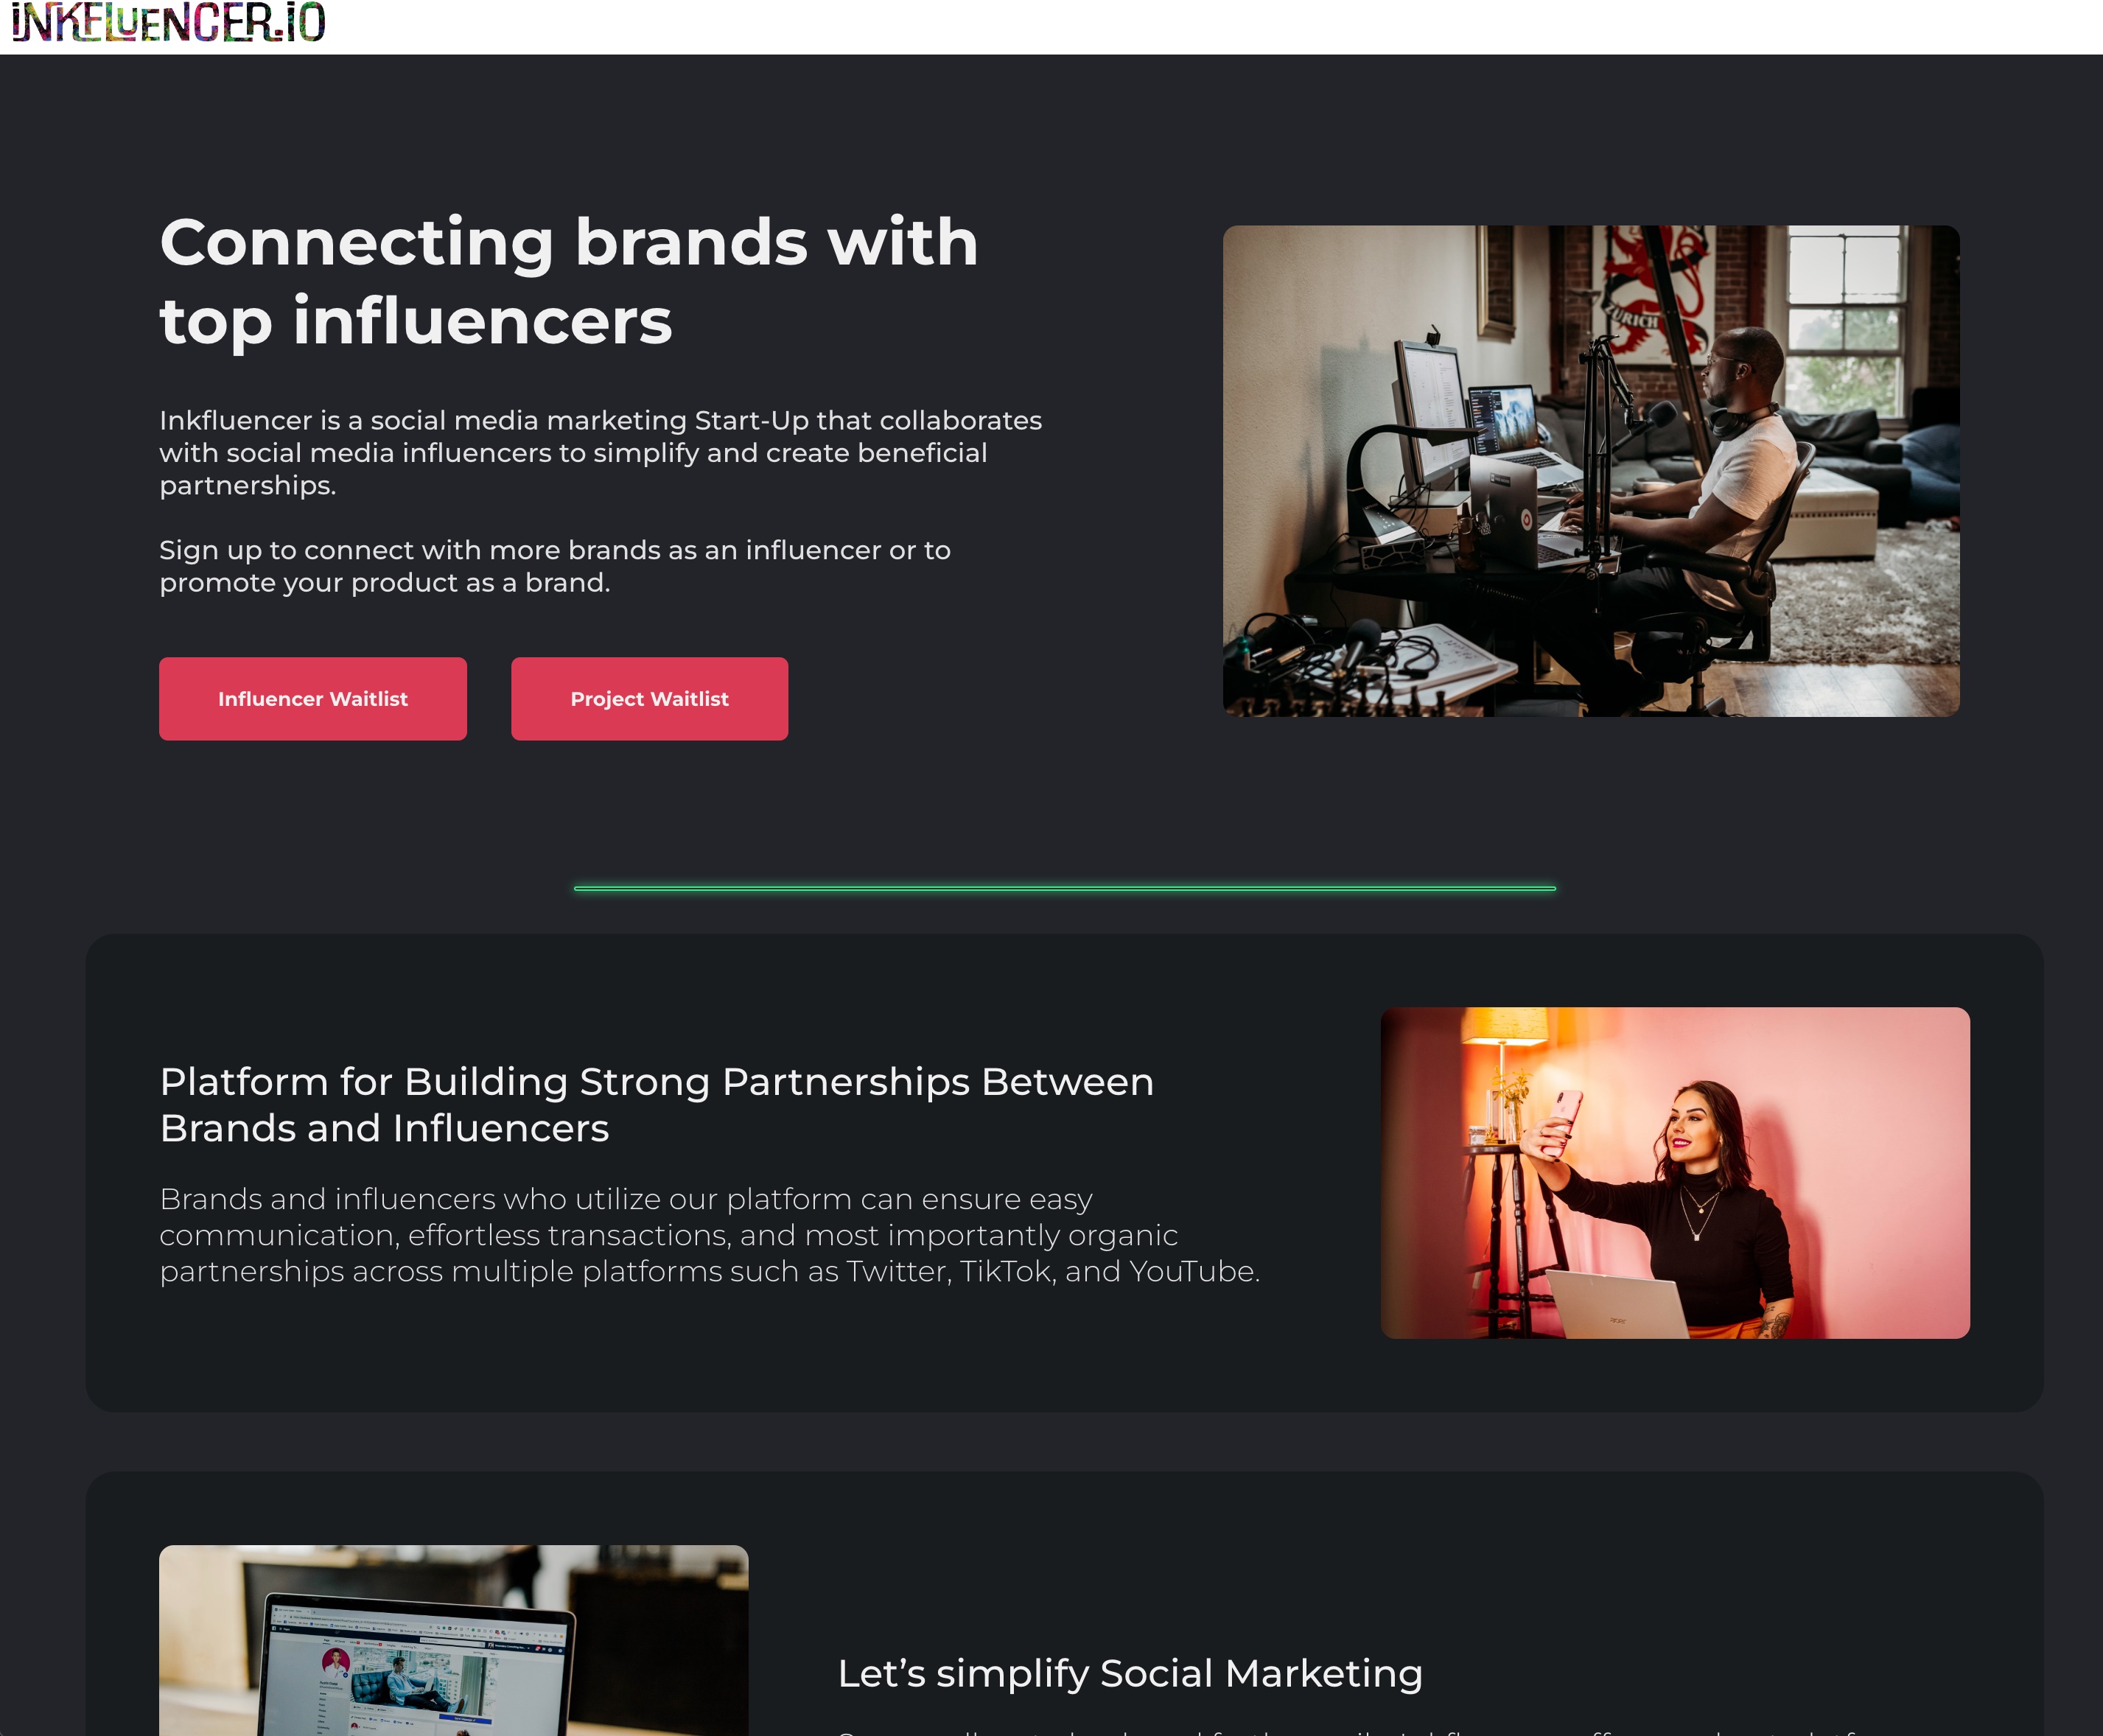 INKFLUENCER.IO
Connecting brands with
top influencers
ZURICH
Inkfluencer is a social media marketing Start-Up that collaborates
with social media influencers to simplify and create beneficial
partnerships.
Sign up to connect with more brands as an influencer or to
promote your product as a brand.
Influencer Waitlist
Project Waitlist
Platform for Building Strong Partnerships Between
Brands and Influencers
Brands and influencers who utilize our platform can ensure easy
communication, effortless transactions, and most importantly organic
partnerships across multiple platforms such as Twitter, TikTok, and YouTube.
Let’s simplify Social Marketing